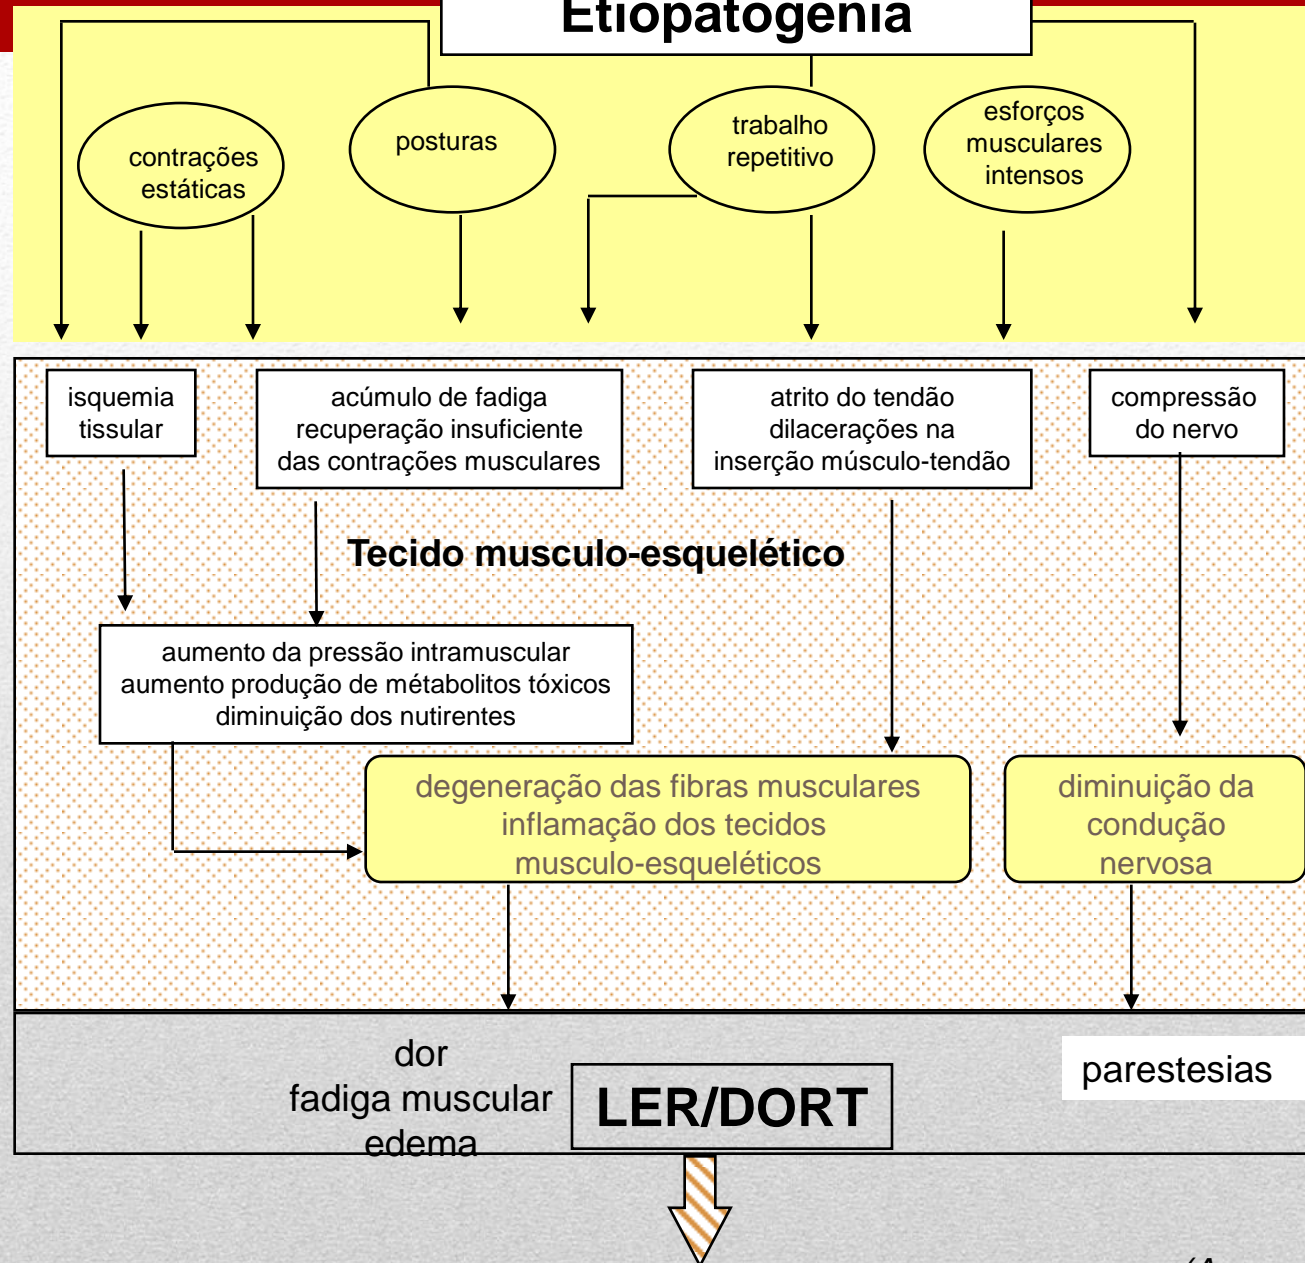 Etiopatogenia
contrações
estáticas
posturas
trabalho
repetitivo
esforços
musculares
intensos
isquemia
tissular
acúmulo de fadiga
recuperação insuficiente
das contrações musculares
atrito do tendão
dilacerações na
inserção músculo-tendão
compressão
do nervo
Tecido musculo-esquelético
aumento da pressão intramuscular
aumento produção de métabolitos tóxicos
diminuição dos nutirentes
degeneração das fibras musculares
inflamação dos tecidos
musculo-esqueléticos
diminuição da
condução
nervosa
dor
fadiga muscular
edema
LER/DORT
parestesias